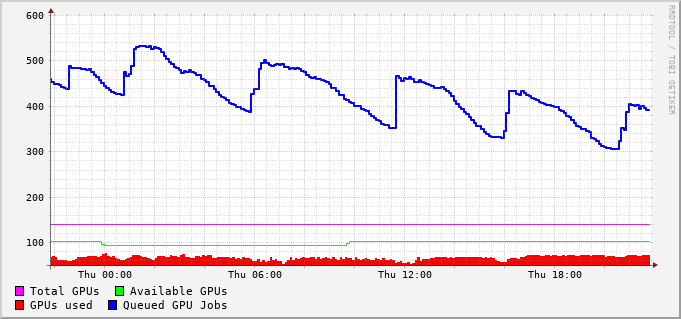 600
500
400
300
200
100
Thu 00:00 Thu 06:00 Thu 12:00 Thu 18:00
Total GPUs Available GPUs
GPUs used Queued GPU Jobs
RRDTOOL / TOBI OETIKER